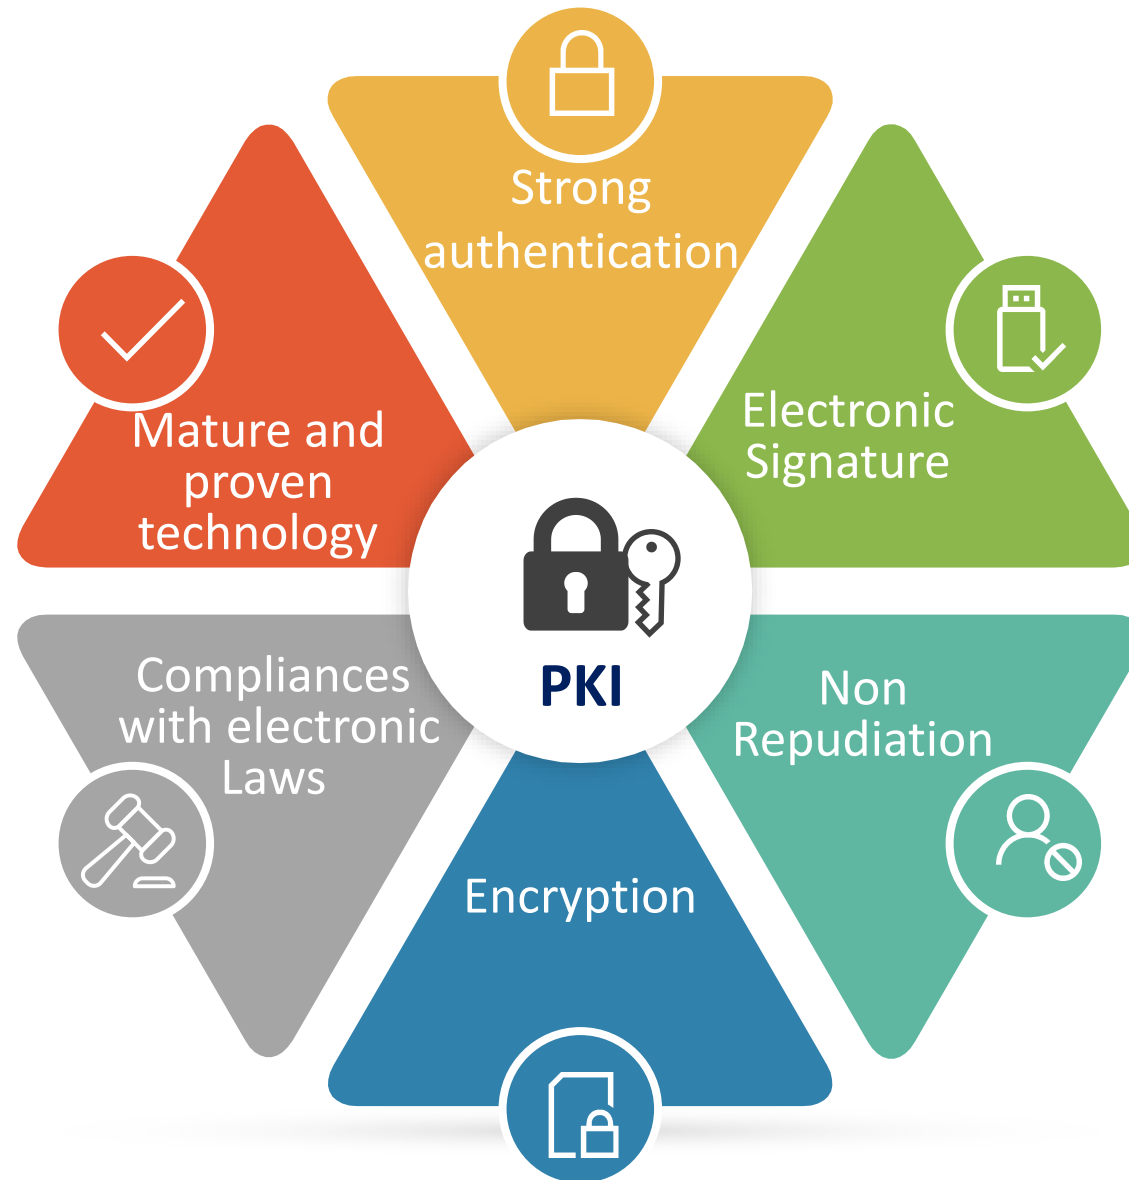 Strong
authentication
Electronic
Signature
Non
Repudiation
Encryption
Compliances
with electronic
Laws
Mature and
proven
technology
PKI